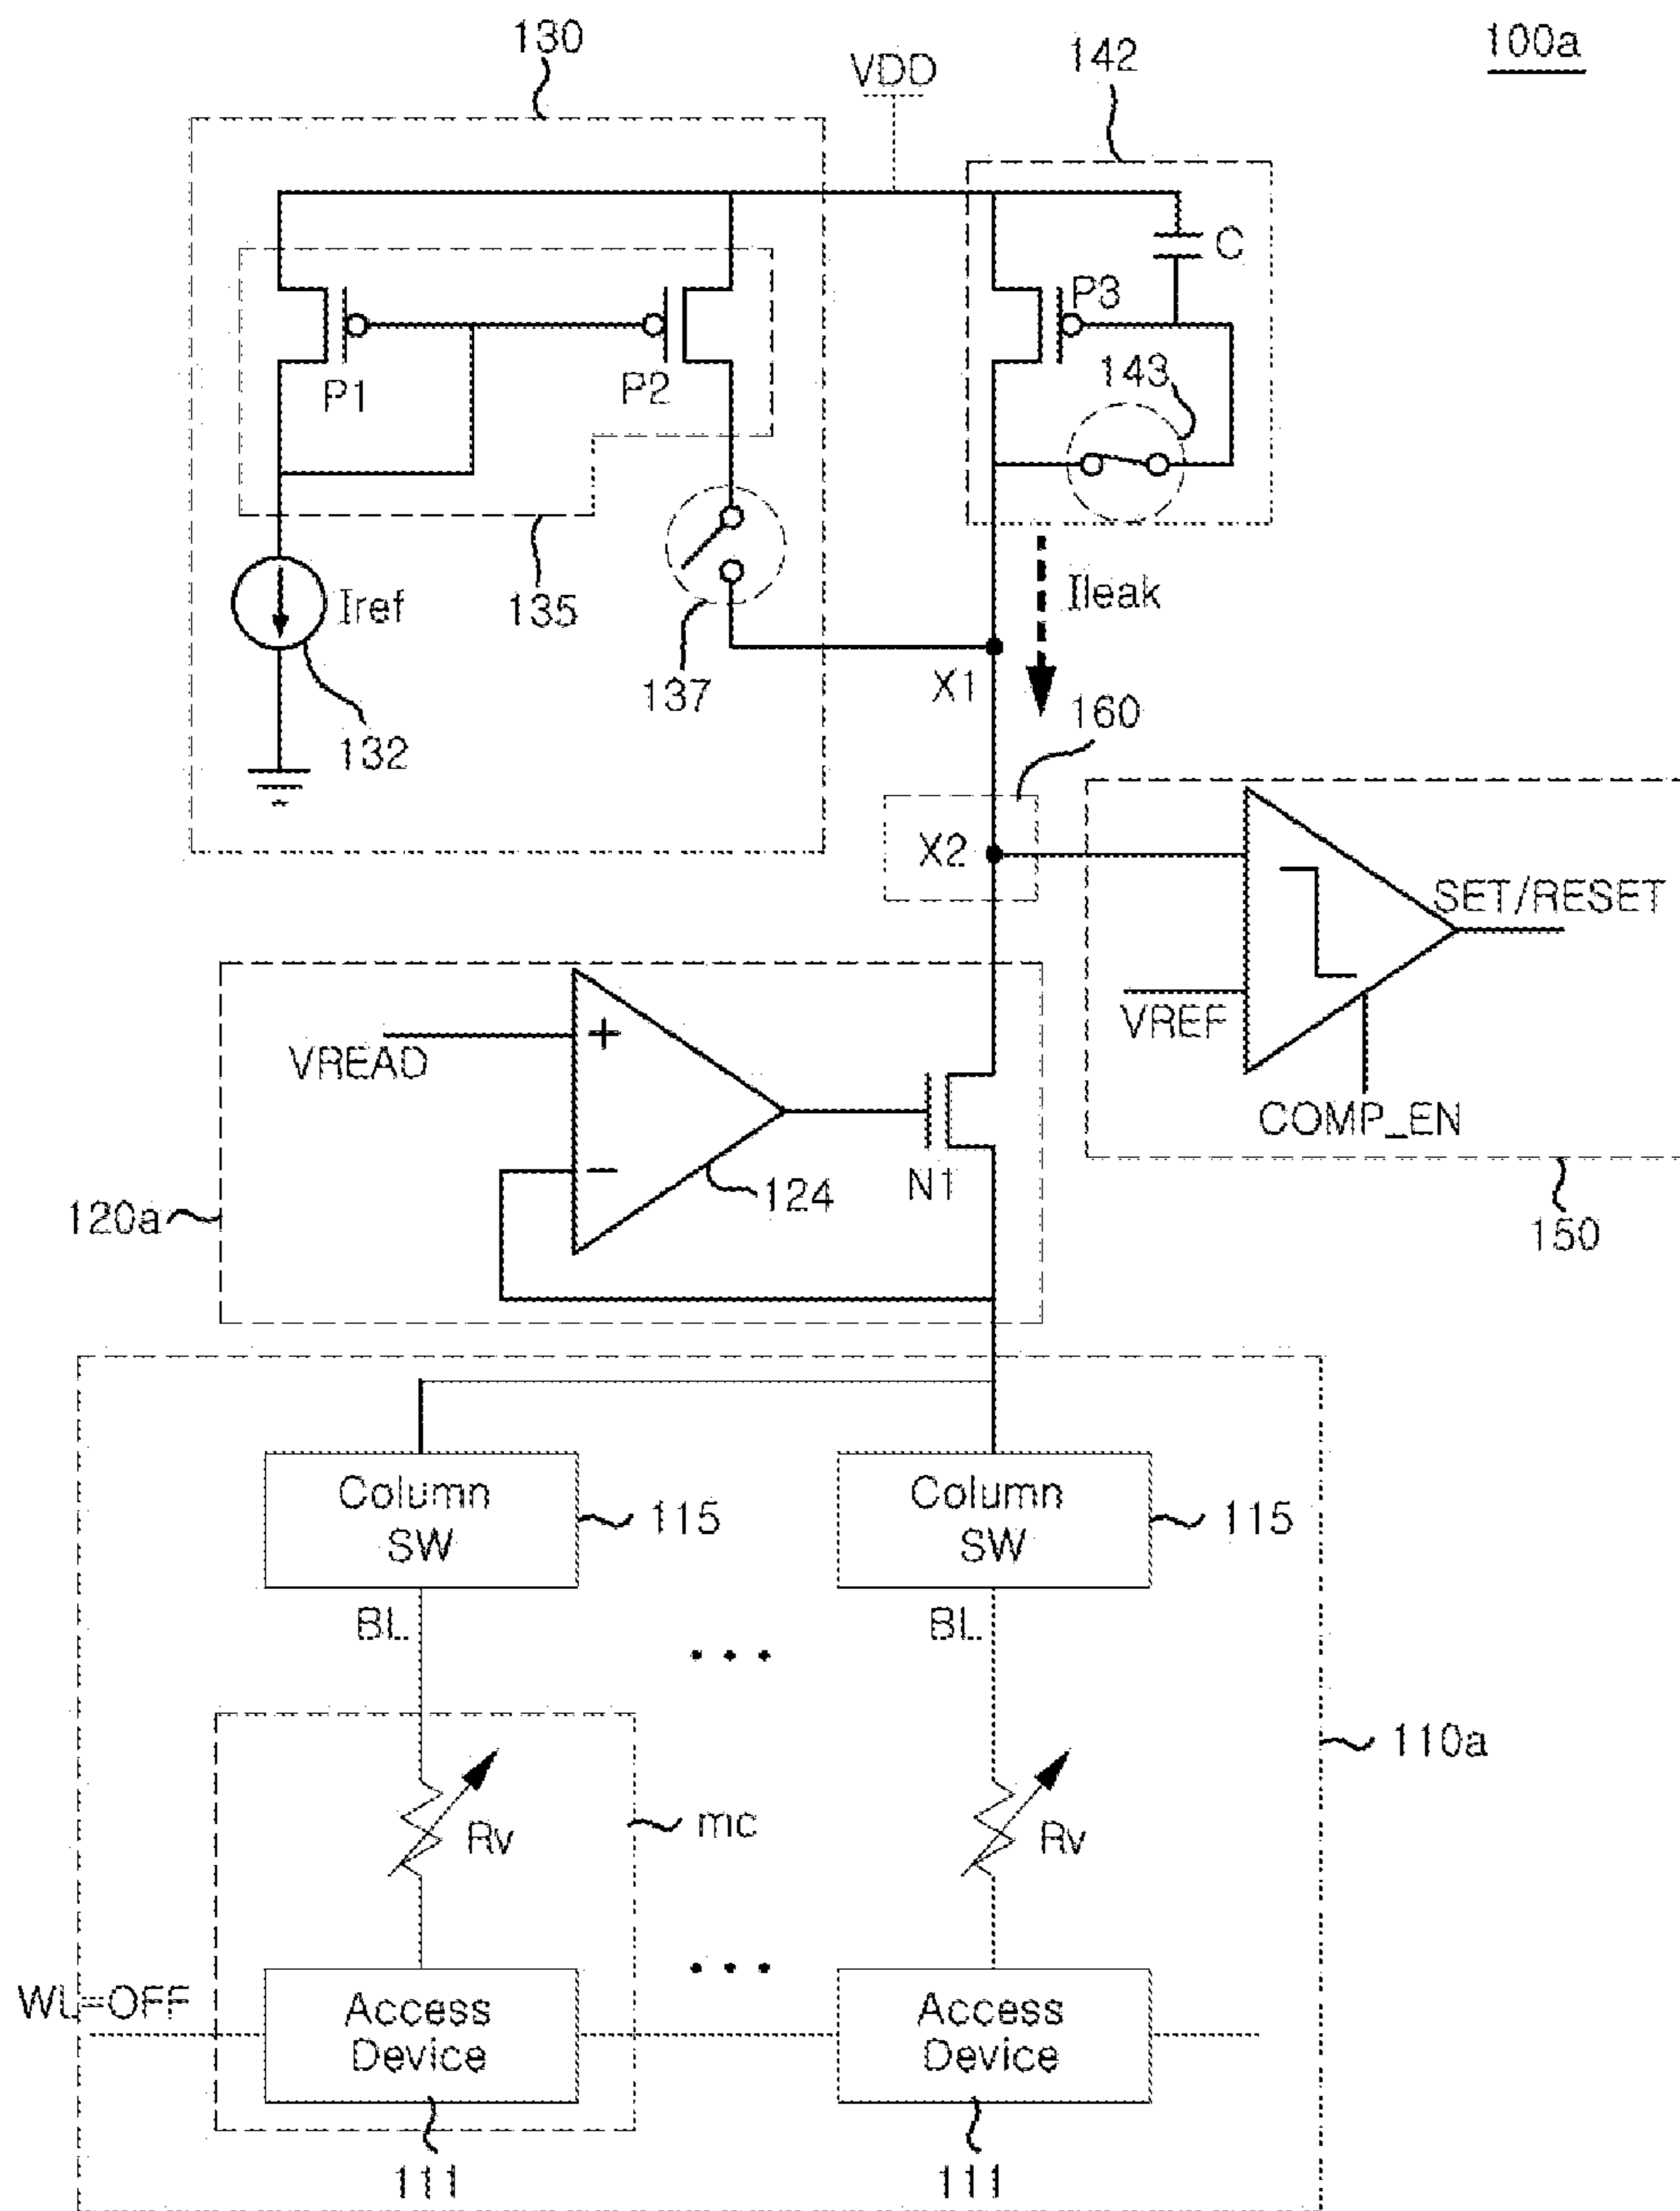 130
142
100a
VDD
C
P3
143
P1
P2
Iref
135
137
132
Ileak
X1
160
X2
SET/RESET
VREF
COMP_EN
150
VREAD
+
−
124
N1
120a
Column
SW
115
Column
SW
115
BL
• • •
BL
110a
Rv
mc
Rv
WL=OFF
Access
Device
• • •
Access
Device
111
111